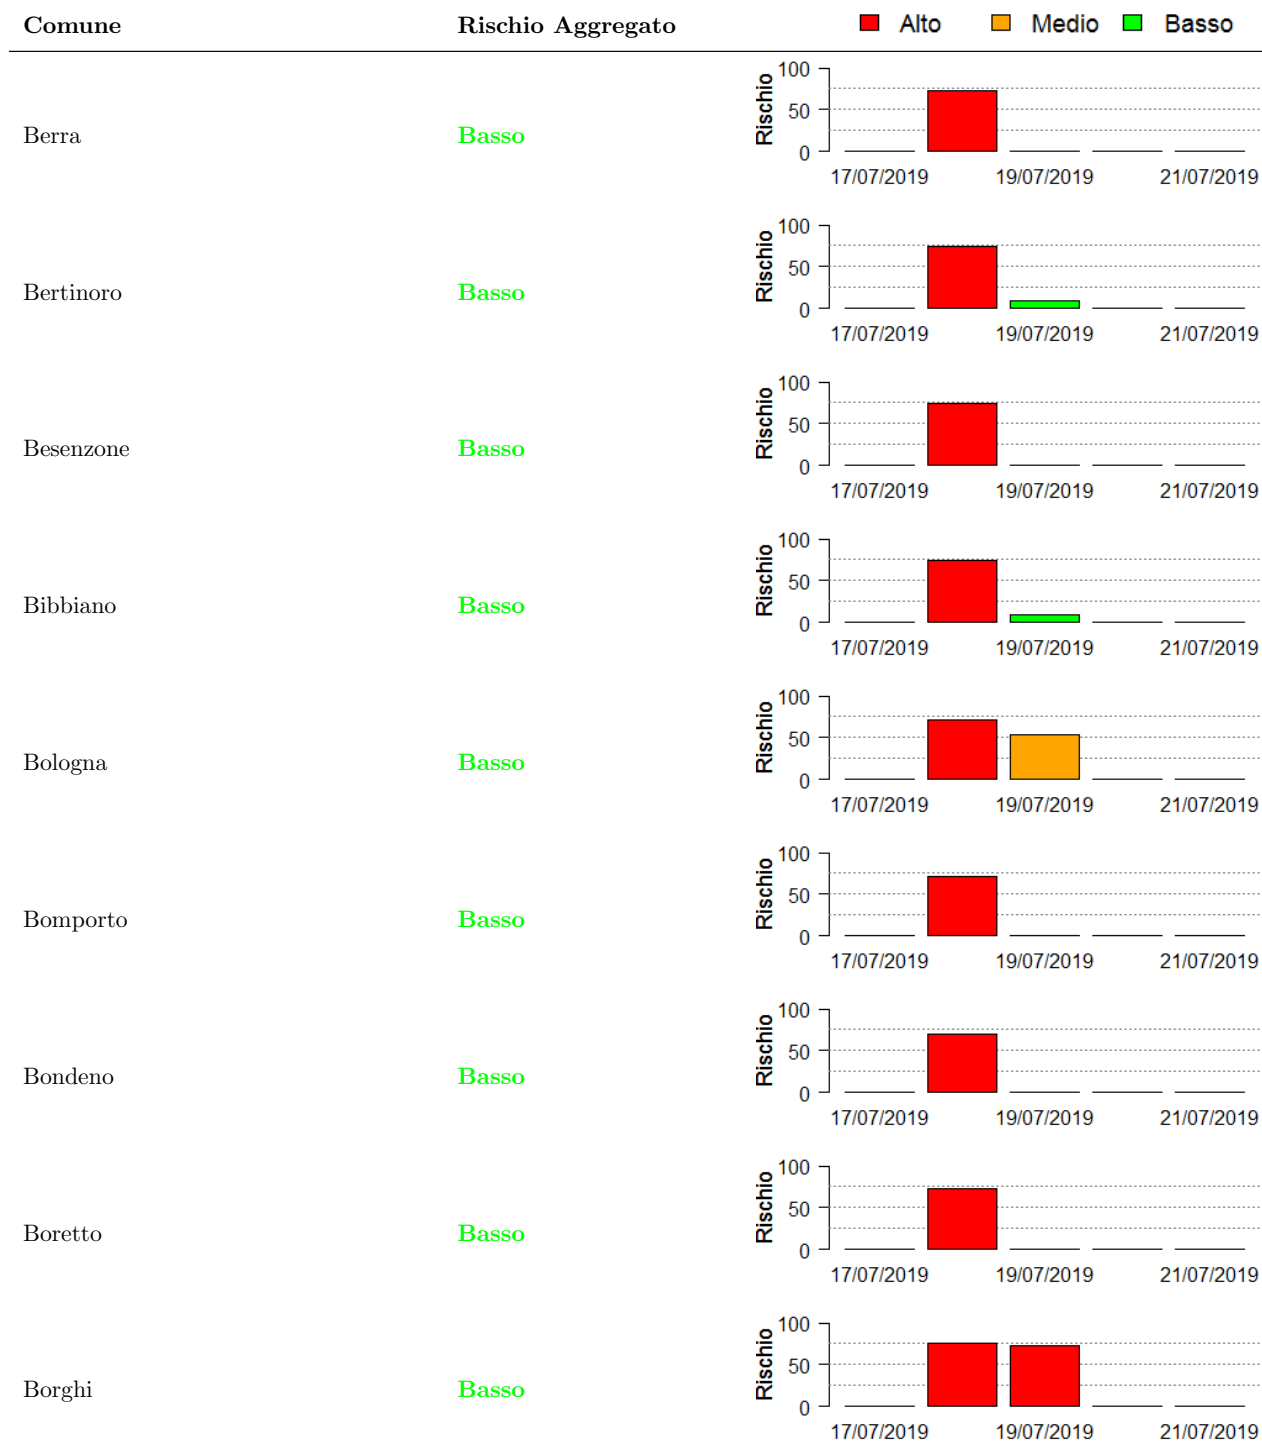 Comune Rischio Aggregato Alto Medio Basso
Berra Basso Rischio 100 50 0 17/07/2019 19/07/2019 21/07/2019
Bertinoro Basso Rischio 100 50 0 17/07/2019 19/07/2019 21/07/2019
Besenzone Basso Rischio 100 50 0 17/07/2019 19/07/2019 21/07/2019
Bibbiano Basso Rischio 100 50 0 17/07/2019 19/07/2019 21/07/2019
Bologna Basso Rischio 100 50 0 17/07/2019 19/07/2019 21/07/2019
Bomporto Basso Rischio 100 50 0 17/07/2019 19/07/2019 21/07/2019
Bondeno Basso Rischio 100 50 0 17/07/2019 19/07/2019 21/07/2019
Boretto Basso Rischio 100 50 0 17/07/2019 19/07/2019 21/07/2019
Borghi Basso Rischio 100 50 0 17/07/2019 19/07/2019 21/07/2019